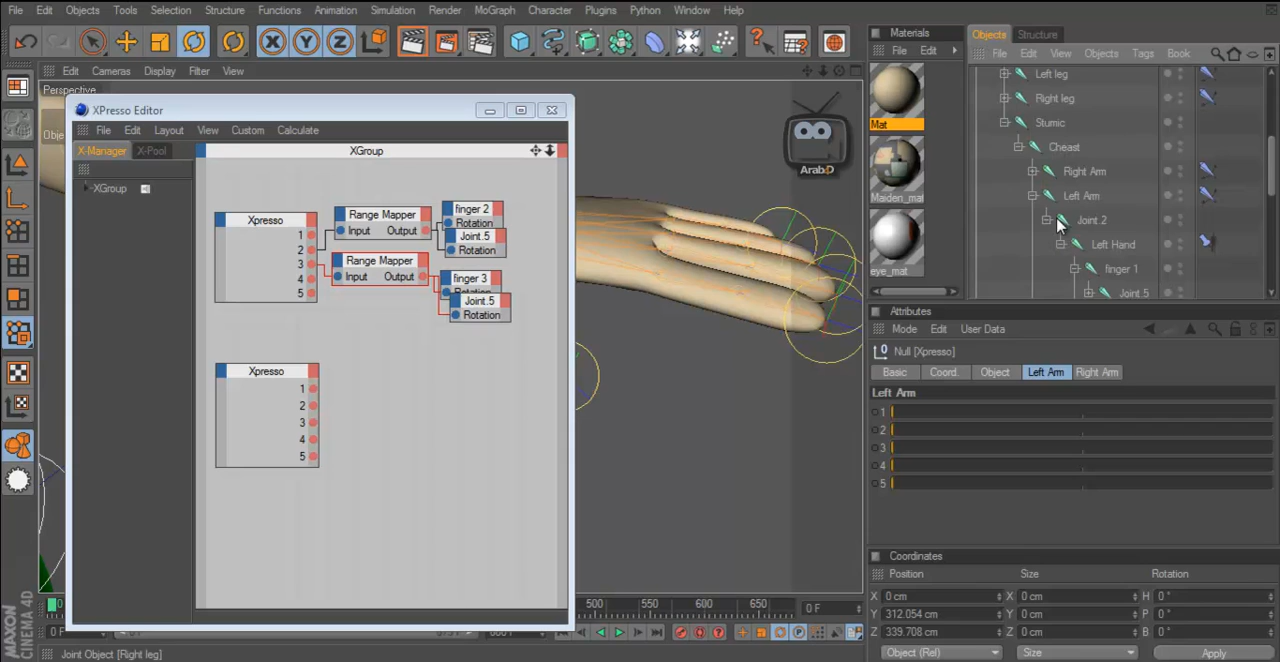 File Edit Objects Tools Selection Structure Functions Animation Simulation Render MoGraph Character Plugins Python Window Help
X Y Z
Edit Cameras Display Filter View
Perspective
XPresso Editor
File Edit Layout View Custom Calculate
X-Manager X-Pool
XGroup
XGroup
Xpresso
1
2
3
4
5
Range Mapper
Input Output
finger 2
Rotation
Joint.5
Rotation
Range Mapper
Input Output
finger 3
Joint.5
Rotation
Xpresso
1
2
3
4
5
Arab4D
Materials
File Edit
Mat
Maiden_mat
eye_mat
Objects Structure
File Edit View Objects Tags Book
Left leg
Right leg
Stumic
Cheast
Right Arm
Left Arm
Joint.2
Left Hand
finger 1
Joint.5
Attributes
Mode Edit User Data
Null [Xpresso]
Basic Coord. Object Left Arm Right Arm
Left Arm
1
2
3
4
5
Coordinates
Position Size Rotation
X 0 cm X 0 cm H 0 °
Y 312.054 cm Y 0 cm P 0 °
Z 339.708 cm Z 0 cm B 0 °
Object (Rel) Size Apply
0 500 550 600 650 0 F
0 F
MAXON
CINEMA 4D
Joint Object [Right leg]